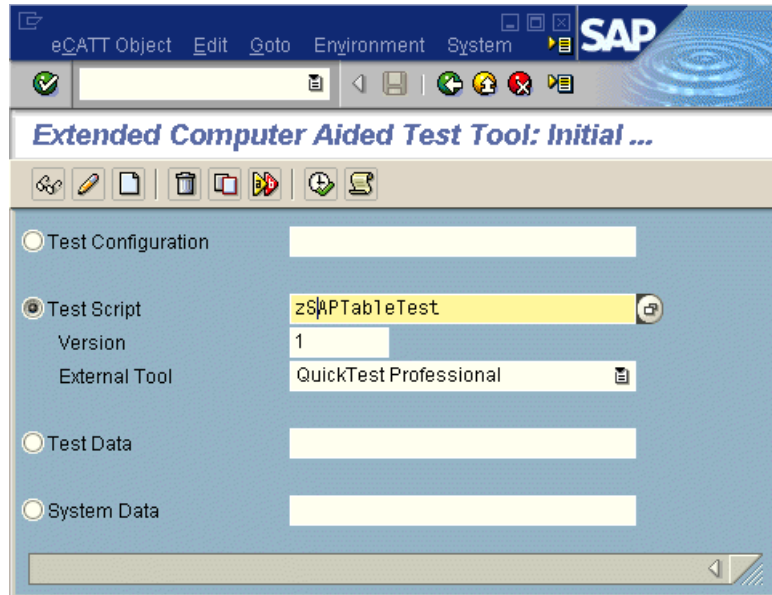 eCATT Object Edit Goto Environment System
SAP
Extended Computer Aided Test Tool: Initial ...
Test Configuration
Test Script zSAPTableTest
Version 1
External Tool QuickTest Professional
Test Data
System Data